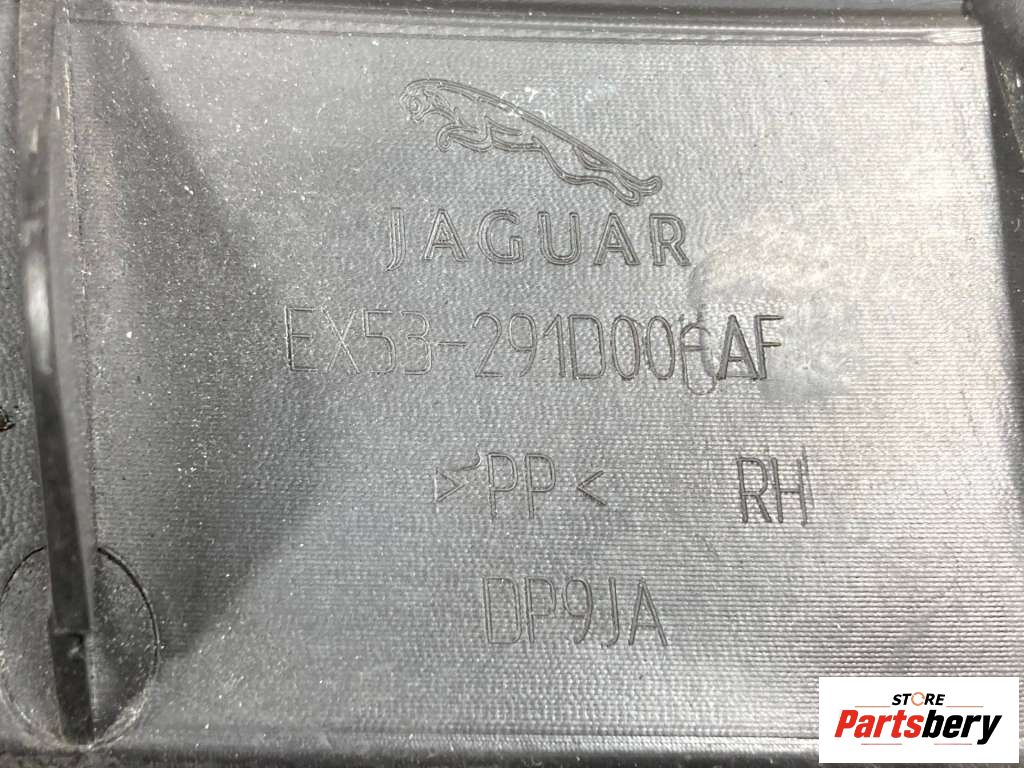 JAGUAR
EX53-291D00 AF
>PP< RH
DP9JA
STORE
Partsbery